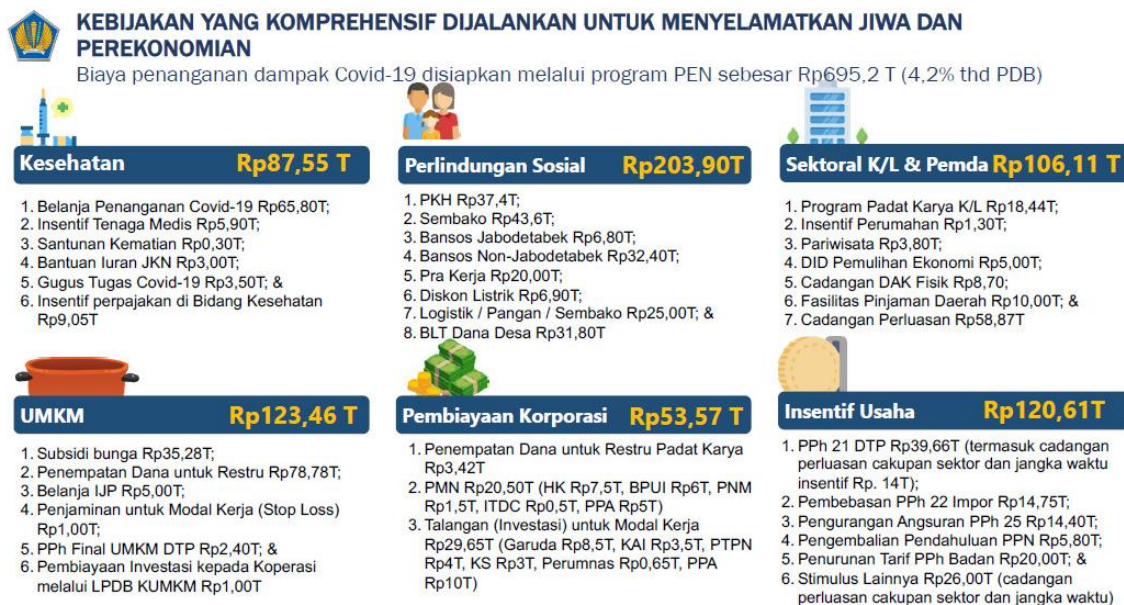 KEBIJAKAN YANG KOMPREHENSIF DIJALANKAN UNTUK MENYELAMATKAN JIWA DAN
PEREKONOMIAN
Biaya penanganan dampak Covid-19 disiapkan melalui program PEN sebesar Rp695,2 T (4,2% thd PDB)
Kesehatan Rp87,55 T
1. Belanja Penanganan Covid-19 Rp65,80T;
2. Insentif Tenaga Medis Rp5,90T;
3. Santunan Kematian Rp0,30T;
4. Bantuan Iuran JKN Rp3,00T;
5. Gugus Tugas Covid-19 Rp3,50T; &
6. Insentif perpajakan di Bidang Kesehatan
Rp9,05T
Perlindungan Sosial Rp203,90T
1. PKH Rp37,4T;
2. Sembako Rp43,6T;
3. Bansos Jabodetabek Rp6,80T;
4. Bansos Non-Jabodetabek Rp32,40T;
5. Pra Kerja Rp20,00T;
6. Diskon Listrik Rp6,90T;
7. Logistik / Pangan / Sembako Rp25,00T; &
8. BLT Dana Desa Rp31,80T
Sektoral K/L & Pemda Rp106,11 T
1. Program Padat Karya K/L Rp18,44T;
2. Insentif Perumahan Rp1,30T;
3. Pariwisata Rp3,80T;
4. DID Pemulihan Ekonomi Rp5,00T;
5. Cadangan DAK Fisik Rp8,70;
6. Fasilitas Pinjaman Daerah Rp10,00T; &
7. Cadangan Perluasan Rp58,87T
UMKM Rp123,46 T
1. Subsidi bunga Rp35,28T;
2. Penempatan Dana untuk Restru Rp78,78T;
3. Belanja IJP Rp5,00T;
4. Penjaminan untuk Modal Kerja (Stop Loss)
Rp1,00T;
5. PPh Final UMKM DTP Rp2,40T; &
6. Pembiayaan Investasi kepada Koperasi
melalui LPDB KUMKM Rp1,00T
Pembiayaan Korporasi Rp53,57 T
1. Penempatan Dana untuk Restru Padat Karya
Rp3,42T
2. PMN Rp20,50T (HK Rp7,5T, BPUI Rp6T, PNM
Rp1,5T, ITDC Rp0,5T, PPA Rp5T)
3. Talangan (Investasi) untuk Modal Kerja
Rp29,65T (Garuda Rp8,5T, KAI Rp3,5T, PTPN
Rp4T, KS Rp3T, Perumnas Rp0,65T, PPA
Rp10T)
Insentif Usaha Rp120,61T
1. PPh 21 DTP Rp39,66T (termasuk cadangan
perluasan cakupan sektor dan jangka waktu
insentif Rp. 14T);
2. Pembebasan PPh 22 Impor Rp14,75T;
3. Pengurangan Angsuran PPh 25 Rp14,40T;
4. Pengembalian Pendahuluan PPN Rp5,80T;
5. Penurunan Tarif PPh Badan Rp20,00T; &
6. Stimulus Lainnya Rp26,00T (cadangan
perluasan cakupan sektor dan jangka waktu)